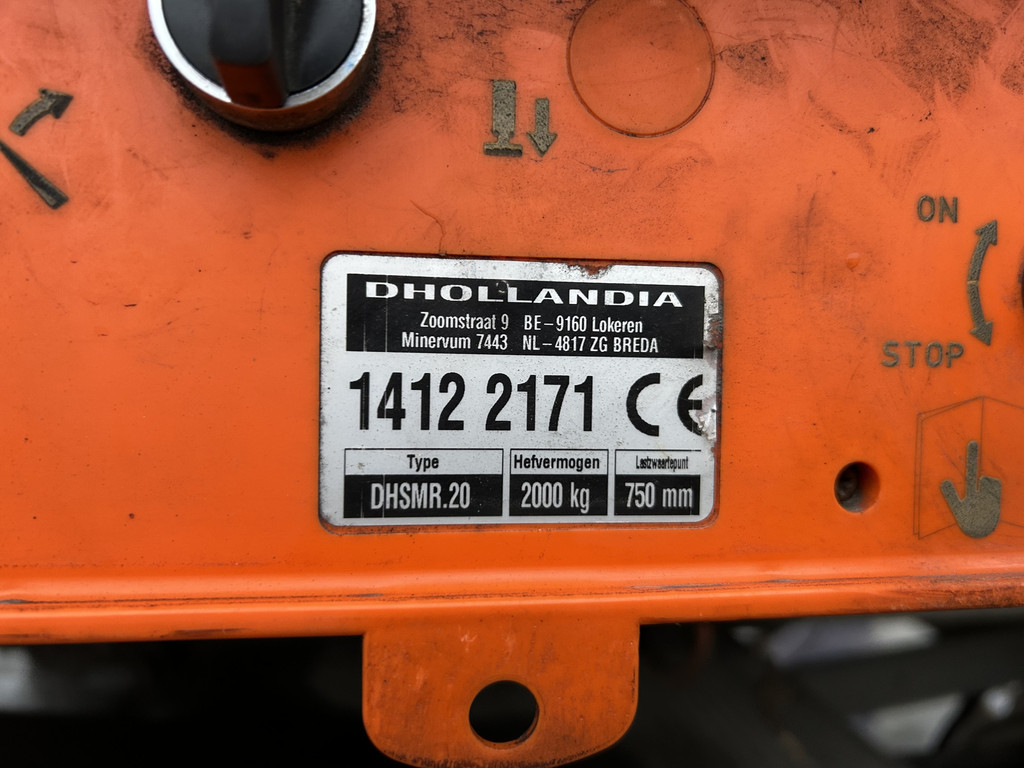 ON
STOP
DHOLLANDIA
Zoomstraat 9 BE-9160 Lokeren
Minervum 7443 NL-4817 ZG BREDA
1412 2171 CE
Type Hefvermogen Lastzwaartepunt
DHSMR.20 2000 kg 750 mm